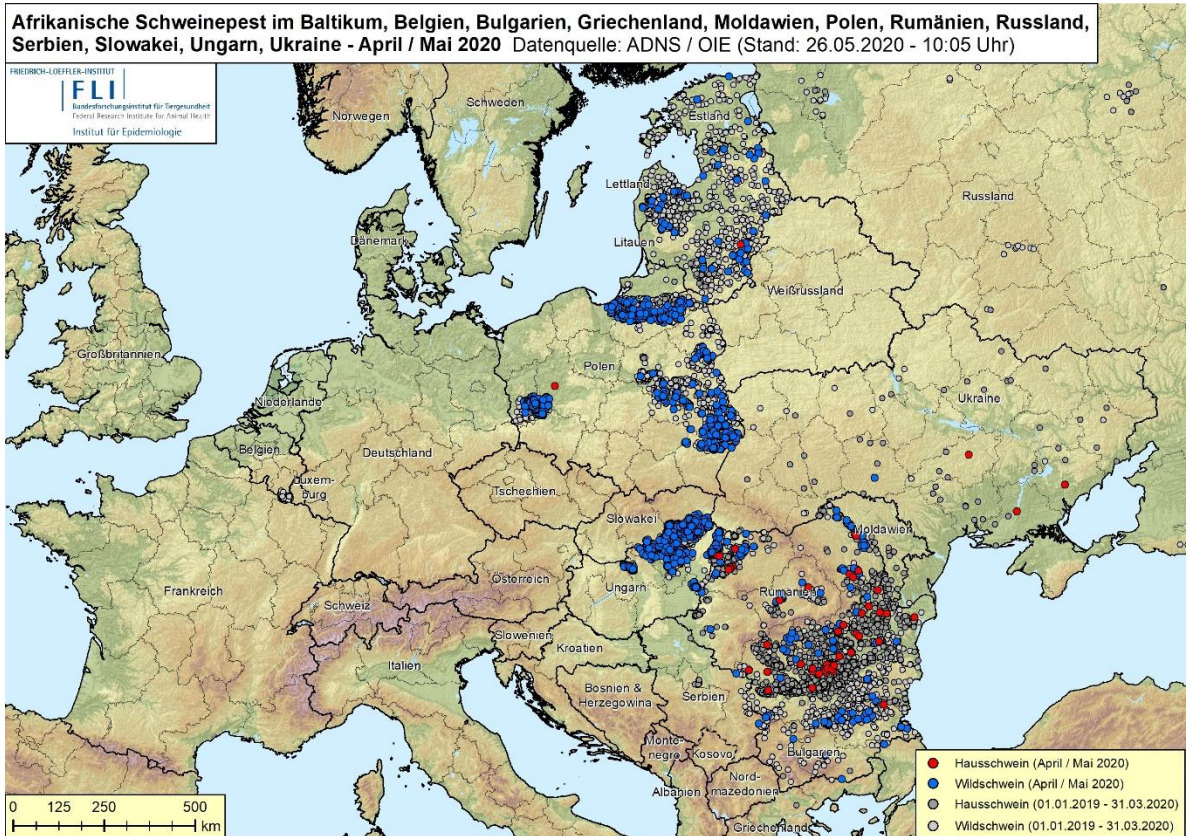 Afrikanische Schweinepest im Baltikum, Belgien, Bulgarien, Griechenland, Moldawien, Polen, Rumänien, Russland,
Serbien, Slowakei, Ungarn, Ukraine - April / Mai 2020 Datenquelle: ADNS / OIE (Stand: 26.05.2020 - 10:05 Uhr)
FRIEDRICH-LOEFFLER-INSTITUT
FLI
Bundesforschungsinstitut für Tiergesundheit
Federal Research Institute for Animal Health
Institut für Epidemiologie
Schweden
Norwegen
Estland
Lettland
Russland
Dänemark
Litauen
Weißrussland
Großbritannien
Polen
Niederlande
Ukraine
Belgien
Deutschland
Luxem-
burg
Tschechien
Slowakei
Moldawien
Österreich
Ungarn
Frankreich
Schweiz
Rumänien
Slowenien
Kroatien
Italien
Bosnien &
Herzegowina
Serbien
Monte-
negro
Kosovo
Bulgarien
Nord-
mazedonien
Albanien
Griechenland
Hausschwein (April / Mai 2020)
Wildschwein (April / Mai 2020)
Hausschwein (01.01.2019 - 31.03.2020)
Wildschwein (01.01.2019 - 31.03.2020)
0 125 250 500
km